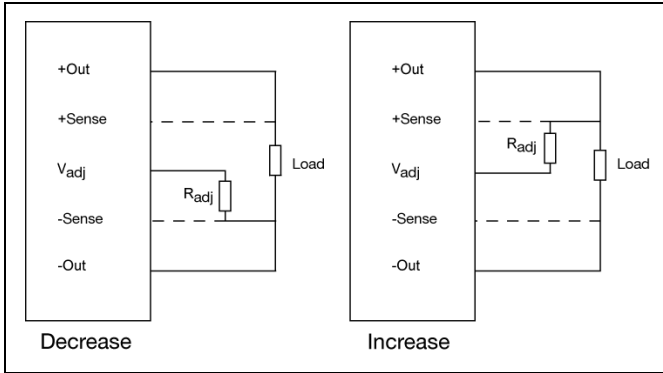 +Out
+Sense
Vadj
-Sense
-Out
Radj
Load
Decrease
+Out
+Sense
Vadj
-Sense
-Out
Radj
Load
Increase